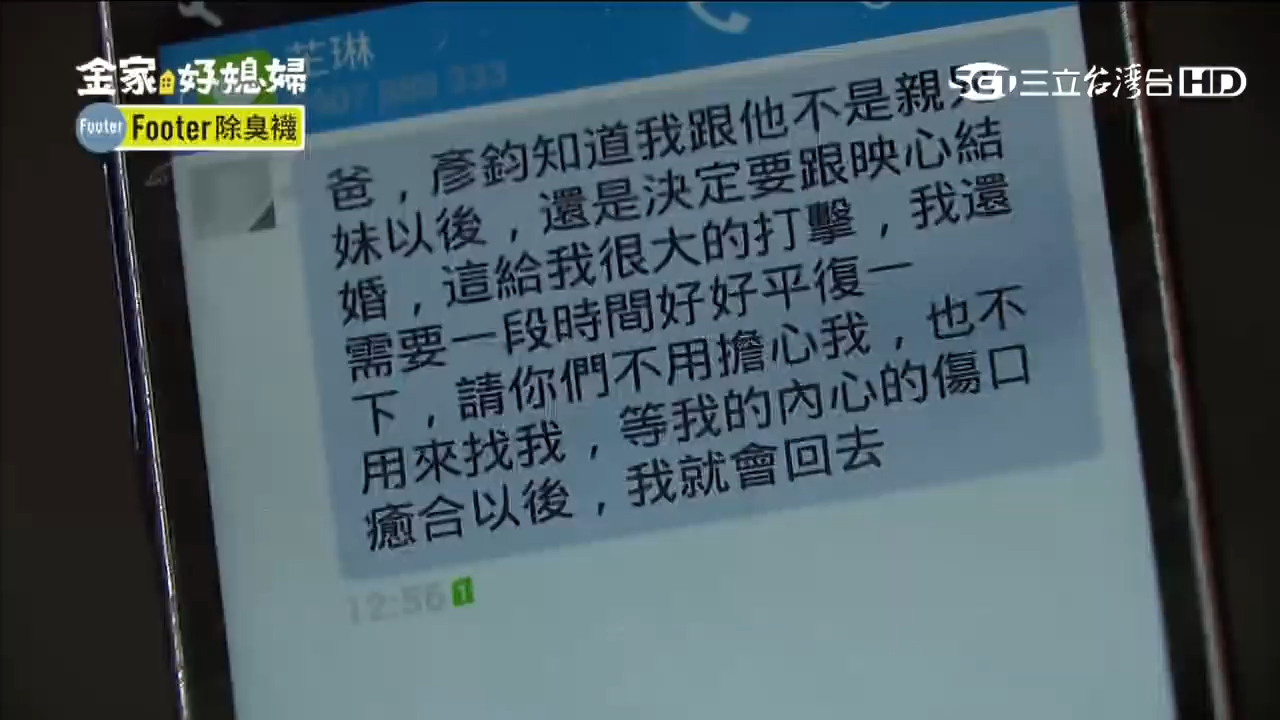 金家好媳婦
Footer Footer除臭襪
SET三立台灣台HD
芷琳
爸，彥鈞知道我跟他不是親兄
妹以後，還是決定要跟映心結
婚，這給我很大的打擊，我還
需要一段時間好好平復一
下，請你們不用擔心我，也不
用來找我，等我的內心的傷口
癒合以後，我就會回去
12:56 1